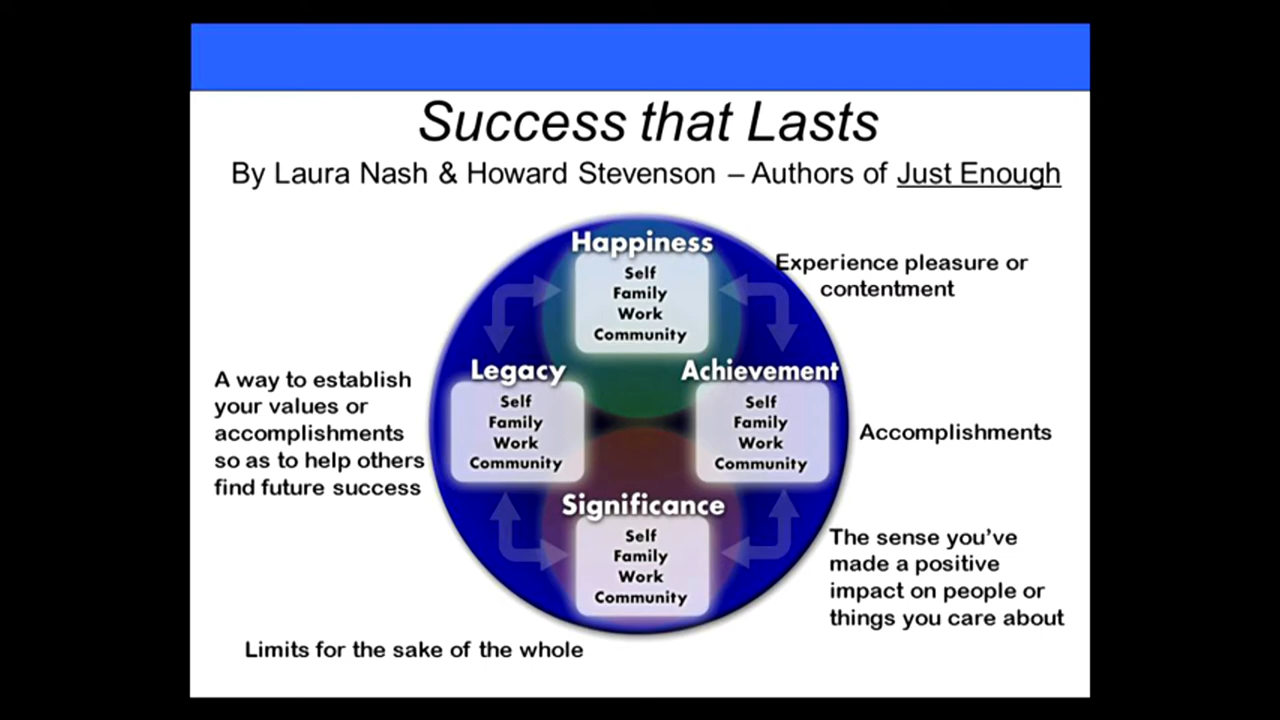 Success that Lasts
By Laura Nash & Howard Stevenson – Authors of Just Enough
Happiness
Self
Family
Work
Community
Experience pleasure or
contentment
Legacy
Self
Family
Work
Community
A way to establish
your values or
accomplishments
so as to help others
find future success
Achievement
Self
Family
Work
Community
Accomplishments
Significance
Self
Family
Work
Community
The sense you've
made a positive
impact on people or
things you care about
Limits for the sake of the whole